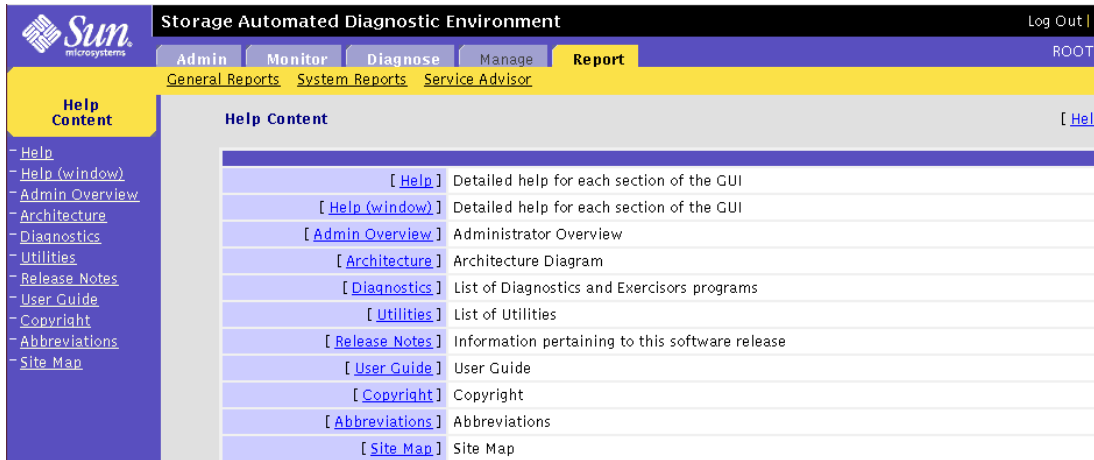 Sun
microsystems
Storage Automated Diagnostic Environment
Log Out |
Admin Monitor Diagnose Manage Report
ROOT
General Reports System Reports Service Advisor
Help
Content
Help Content
[ Hel
Help
Help (window)
Admin Overview
Architecture
Diagnostics
Utilities
Release Notes
User Guide
Copyright
Abbreviations
Site Map
[ Help ] Detailed help for each section of the GUI
[ Help (window) ] Detailed help for each section of the GUI
[ Admin Overview ] Administrator Overview
[ Architecture ] Architecture Diagram
[ Diagnostics ] List of Diagnostics and Exercisors programs
[ Utilities ] List of Utilities
[ Release Notes ] Information pertaining to this software release
[ User Guide ] User Guide
[ Copyright ] Copyright
[ Abbreviations ] Abbreviations
[ Site Map ] Site Map